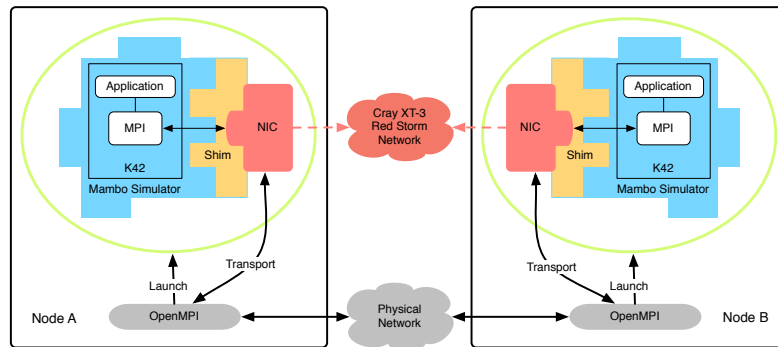 Application
MPI
K42
Mambo Simulator
Shim
NIC
Cray XT-3
Red Storm
Network
NIC
Shim
Application
MPI
K42
Mambo Simulator
Transport
Launch
Node A
OpenMPI
Physical
Network
Transport
Launch
OpenMPI
Node B